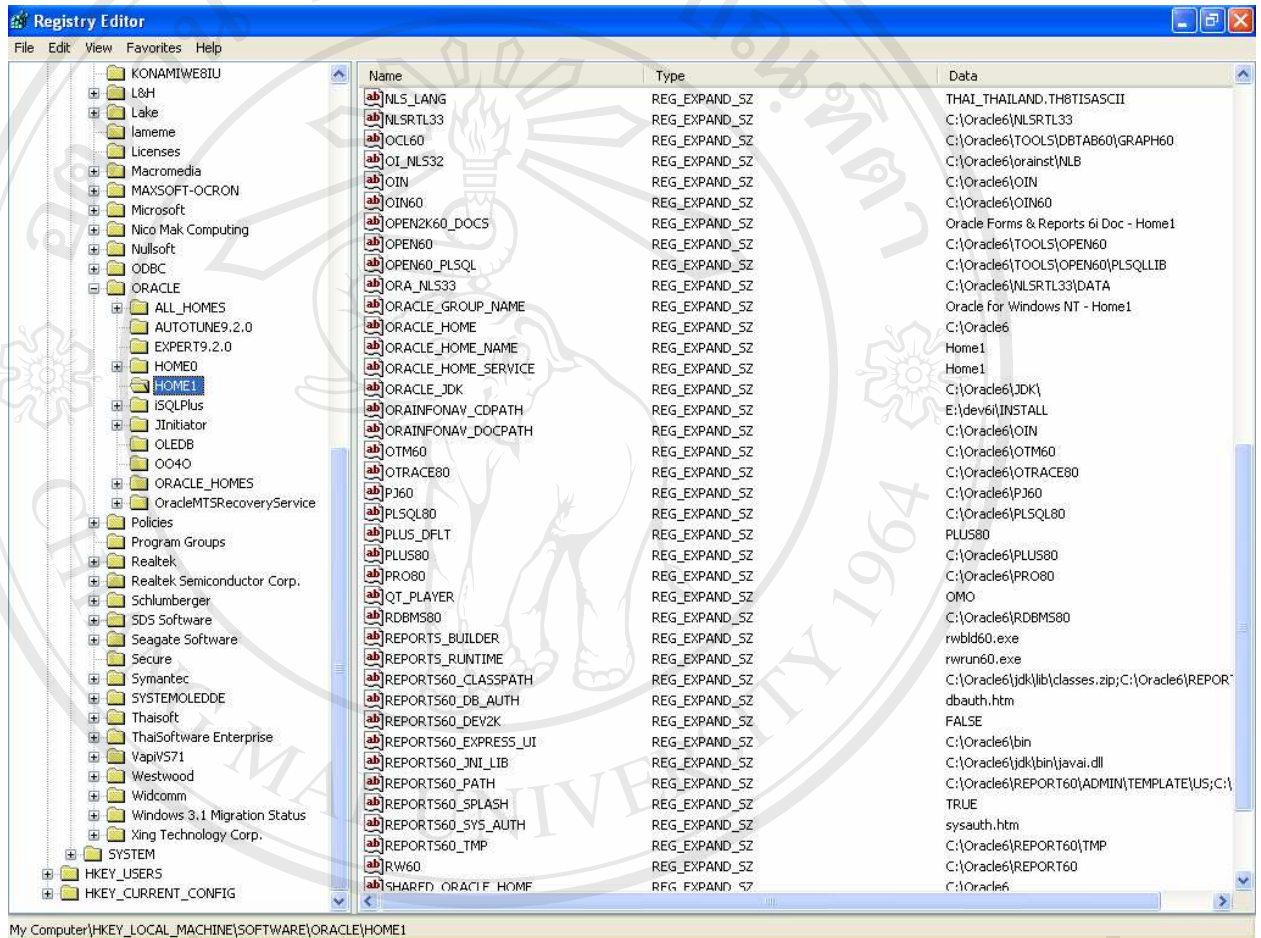 Registry Editor
File Edit View Favorites Help
KONAMIWE8IU
L&H
Lake
lameme
Licenses
Macromedia
MAXSOFT-OCRON
Microsoft
Nico Mak Computing
Nullsoft
ODBC
ORACLE
ALL_HOMES
AUTOTUNE9.2.0
EXPERT9.2.0
HOME0
HOME1
iSQLPlus
JInitiator
OLEDB
OO4O
ORACLE_HOMES
OracleMTSRecoveryService
Policies
Program Groups
Realtek
Realtek Semiconductor Corp.
Schlumberger
SDS Software
Seagate Software
Secure
Symantec
SYSTEMOLEDDE
Thaisoft
ThaiSoftware Enterprise
VapiVS71
Westwood
Widcomm
Windows 3.1 Migration Status
Xing Technology Corp.
SYSTEM
HKEY_USERS
HKEY_CURRENT_CONFIG
Name Type Data
NLS_LANG REG_EXPAND_SZ THAI_THAILAND.TH8TISASCII
NLSRTL33 REG_EXPAND_SZ C:\Oracle6\NLSRTL33
OCL60 REG_EXPAND_SZ C:\Oracle6\TOOLS\DBTAB60\GRAPH60
OI_NLS32 REG_EXPAND_SZ C:\Oracle6\orainst\NLB
OIN REG_EXPAND_SZ C:\Oracle6\OIN
OIN60 REG_EXPAND_SZ C:\Oracle6\OIN60
OPEN2K60_DOCS REG_EXPAND_SZ Oracle Forms & Reports 6i Doc - Home1
OPEN60 REG_EXPAND_SZ C:\Oracle6\TOOLS\OPEN60
OPEN60_PLSQL REG_EXPAND_SZ C:\Oracle6\TOOLS\OPEN60\PLSQLLIB
ORA_NLS33 REG_EXPAND_SZ C:\Oracle6\NLSRTL33\DATA
ORACLE_GROUP_NAME REG_EXPAND_SZ Oracle for Windows NT - Home1
ORACLE_HOME REG_EXPAND_SZ C:\Oracle6
ORACLE_HOME_NAME REG_EXPAND_SZ Home1
ORACLE_HOME_SERVICE REG_EXPAND_SZ Home1
ORACLE_JDK REG_EXPAND_SZ C:\Oracle6\JDK\
ORAINFONAV_CDPATH REG_EXPAND_SZ E:\dev6i\INSTALL
ORAINFONAV_DOCPATH REG_EXPAND_SZ C:\Oracle6\OIN
OTM60 REG_EXPAND_SZ C:\Oracle6\OTM60
OTRACE80 REG_EXPAND_SZ C:\Oracle6\OTRACE80
PJ60 REG_EXPAND_SZ C:\Oracle6\PJ60
PLSQL80 REG_EXPAND_SZ C:\Oracle6\PLSQL80
PLUS_DFLT REG_EXPAND_SZ PLUS80
PLUS80 REG_EXPAND_SZ C:\Oracle6\PLUS80
PRO80 REG_EXPAND_SZ C:\Oracle6\PRO80
QT_PLAYER REG_EXPAND_SZ OMO
RDBMS80 REG_EXPAND_SZ C:\Oracle6\RDBMS80
REPORTS_BUILDER REG_EXPAND_SZ rwbld60.exe
REPORTS_RUNTIME REG_EXPAND_SZ rwrun60.exe
REPORTS60_CLASSPATH REG_EXPAND_SZ C:\Oracle6\jdk\lib\classes.zip;C:\Oracle6\REPOR
REPORTS60_DB_AUTH REG_EXPAND_SZ dbauth.htm
REPORTS60_DEV2K REG_EXPAND_SZ FALSE
REPORTS60_EXPRESS_UI REG_EXPAND_SZ C:\Oracle6\bin
REPORTS60_JNI_LIB REG_EXPAND_SZ C:\Oracle6\jdk\bin\javai.dll
REPORTS60_PATH REG_EXPAND_SZ C:\Oracle6\REPORT60\ADMIN\TEMPLATE\US;C:\
REPORTS60_SPLASH REG_EXPAND_SZ TRUE
REPORTS60_SYS_AUTH REG_EXPAND_SZ sysauth.htm
REPORTS60_TMP REG_EXPAND_SZ C:\Oracle6\REPORT60\TMP
RW60 REG_EXPAND_SZ C:\Oracle6\REPORT60
SHARED_ORACLE_HOME REG_EXPAND_SZ C:\Oracle6
My Computer\HKEY_LOCAL_MACHINE\SOFTWARE\ORACLE\HOME1